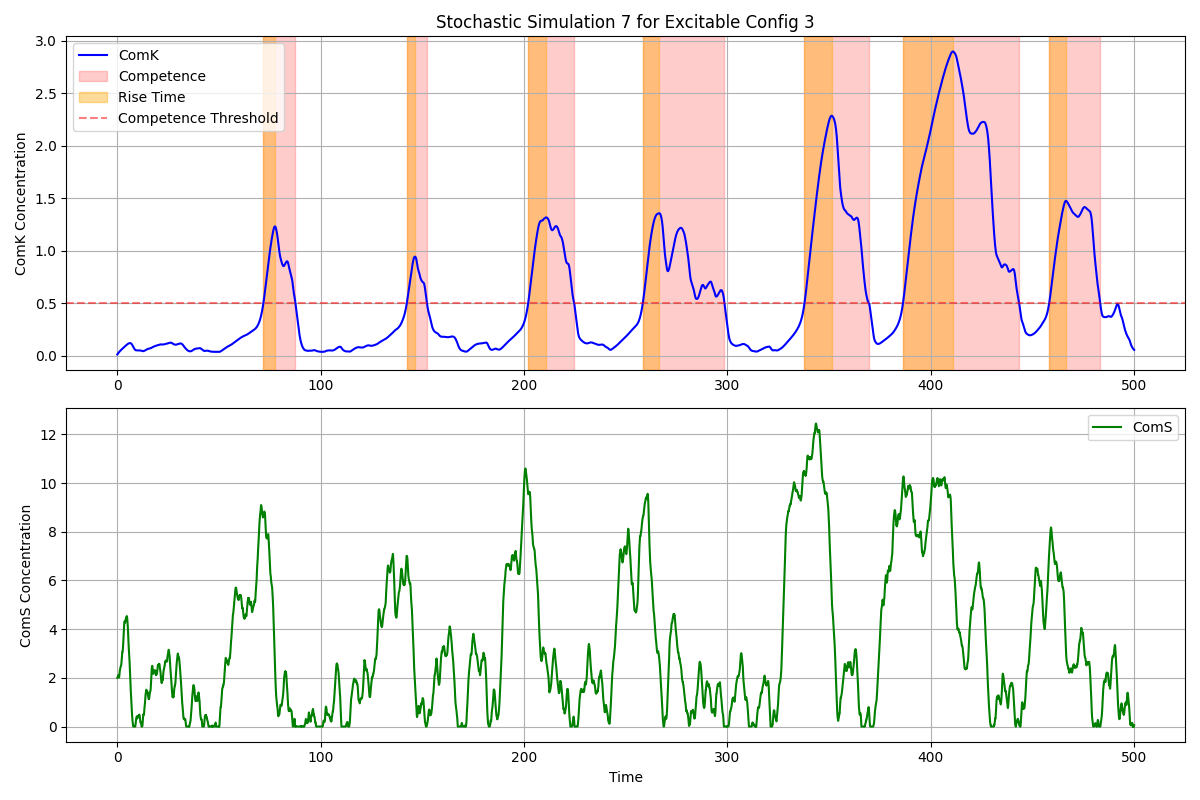 Stochastic Simulation 7 for Excitable Config 3
ComK
Competence
Rise Time
Competence Threshold
ComK Concentration
3.0
2.5
2.0
1.5
1.0
0.5
0.0
0 100 200 300 400 500
ComS
ComS Concentration
12
10
8
6
4
2
0
0 100 200 300 400 500
Time